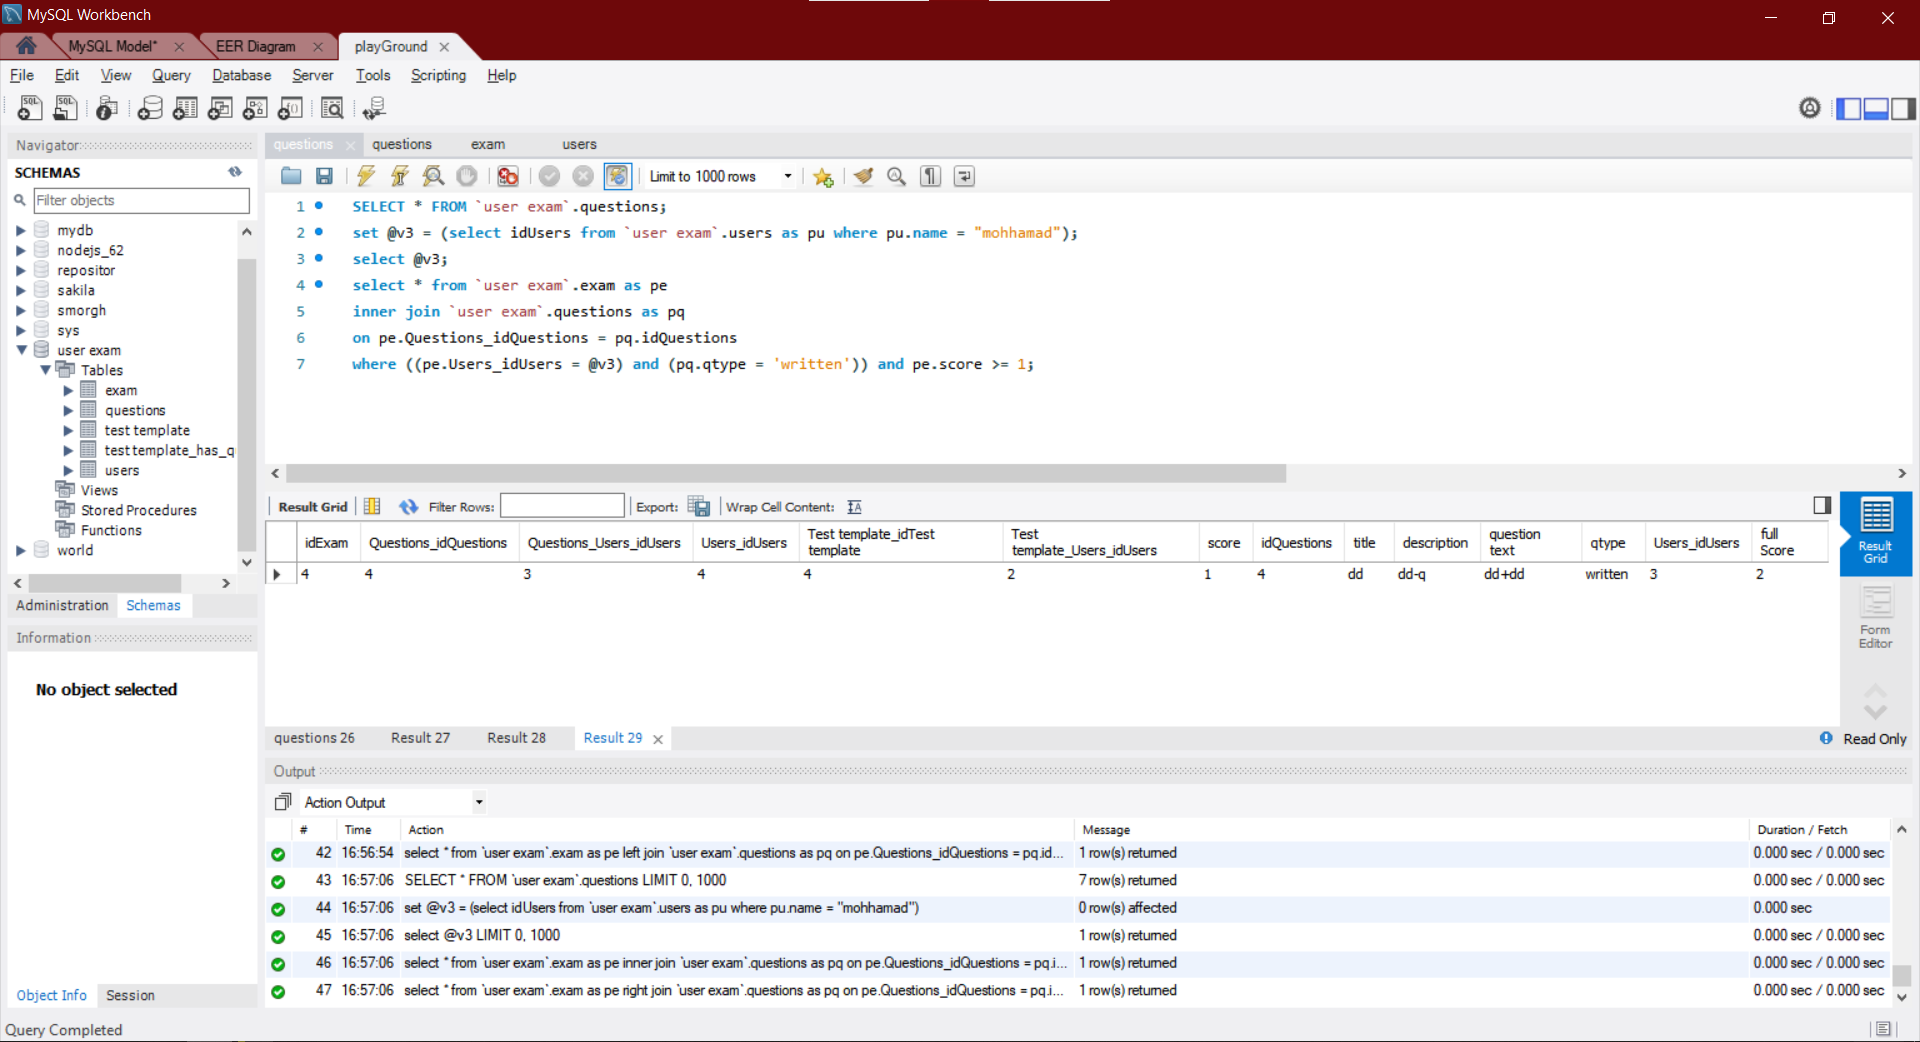 MySQL Workbench
MySQL Model* × EER Diagram × playGround ×
File Edit View Query Database Server Tools Scripting Help
Navigator
SCHEMAS
Filter objects
mydb
nodejs_62
repositor
sakila
smorgh
sys
user exam
Tables
exam
questions
test template
test template_has_q
users
Views
Stored Procedures
Functions
world
Administration Schemas
Information
No object selected
Object Info Session
questions × questions exam users
Limit to 1000 rows
1 SELECT * FROM `user exam`.questions;
2 set @v3 = (select idUsers from `user exam`.users as pu where pu.name = "mohhamad");
3 select @v3;
4 select * from `user exam`.exam as pe
5 inner join `user exam`.questions as pq
6 on pe.Questions_idQuestions = pq.idQuestions
7 where ((pe.Users_idUsers = @v3) and (pq.qtype = 'written')) and pe.score >= 1;
Result Grid Filter Rows: Export: Wrap Cell Content:
idExam Questions_idQuestions Questions_Users_idUsers Users_idUsers Test template_idTest template Test template_Users_idUsers score idQuestions title description question text qtype Users_idUsers full Score
4 4 3 4 4 2 1 4 dd dd-q dd+dd written 3 2
Result Grid
Form Editor
questions 26 Result 27 Result 28 Result 29 × Read Only
Output
Action Output
# Time Action Message Duration / Fetch
42 16:56:54 select * from `user exam`.exam as pe left join `user exam`.questions as pq on pe.Questions_idQuestions = pq.id... 1 row(s) returned 0.000 sec / 0.000 sec
43 16:57:06 SELECT * FROM `user exam`.questions LIMIT 0, 1000 7 row(s) returned 0.000 sec / 0.000 sec
44 16:57:06 set @v3 = (select idUsers from `user exam`.users as pu where pu.name = "mohhamad") 0 row(s) affected 0.000 sec
45 16:57:06 select @v3 LIMIT 0, 1000 1 row(s) returned 0.000 sec / 0.000 sec
46 16:57:06 select * from `user exam`.exam as pe inner join `user exam`.questions as pq on pe.Questions_idQuestions = pq.i... 1 row(s) returned 0.000 sec / 0.000 sec
47 16:57:06 select * from `user exam`.exam as pe right join `user exam`.questions as pq on pe.Questions_idQuestions = pq.i... 1 row(s) returned 0.000 sec / 0.000 sec
Query Completed